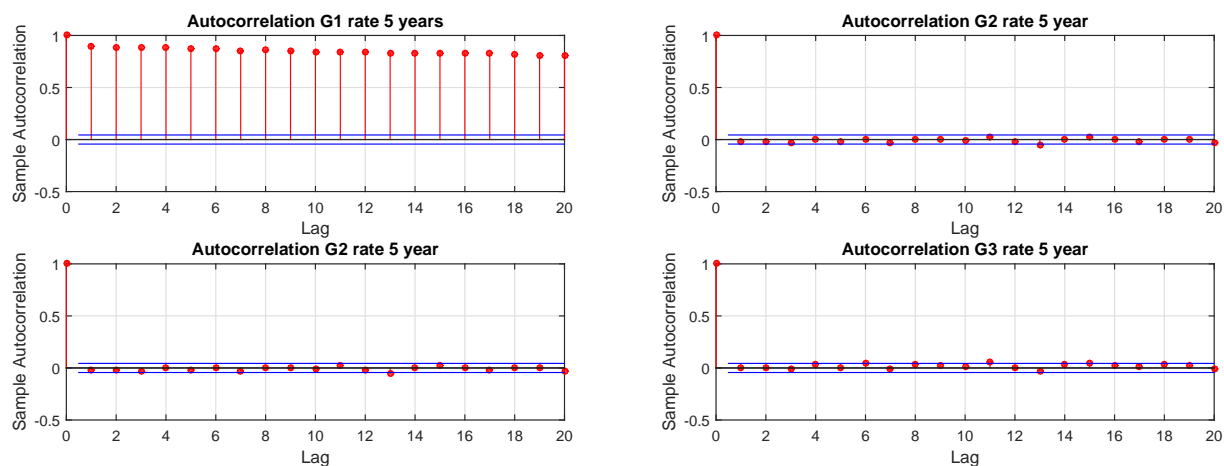 Autocorrelation G1 rate 5 years
Sample Autocorrelation
1
0.5
0
-0.5
0 2 4 6 8 10 12 14 16 18 20
Lag
Autocorrelation G2 rate 5 year
Sample Autocorrelation
1
0.5
0
-0.5
0 2 4 6 8 10 12 14 16 18 20
Lag
Autocorrelation G2 rate 5 year
Sample Autocorrelation
1
0.5
0
-0.5
0 2 4 6 8 10 12 14 16 18 20
Lag
Autocorrelation G3 rate 5 year
Sample Autocorrelation
1
0.5
0
-0.5
0 2 4 6 8 10 12 14 16 18 20
Lag